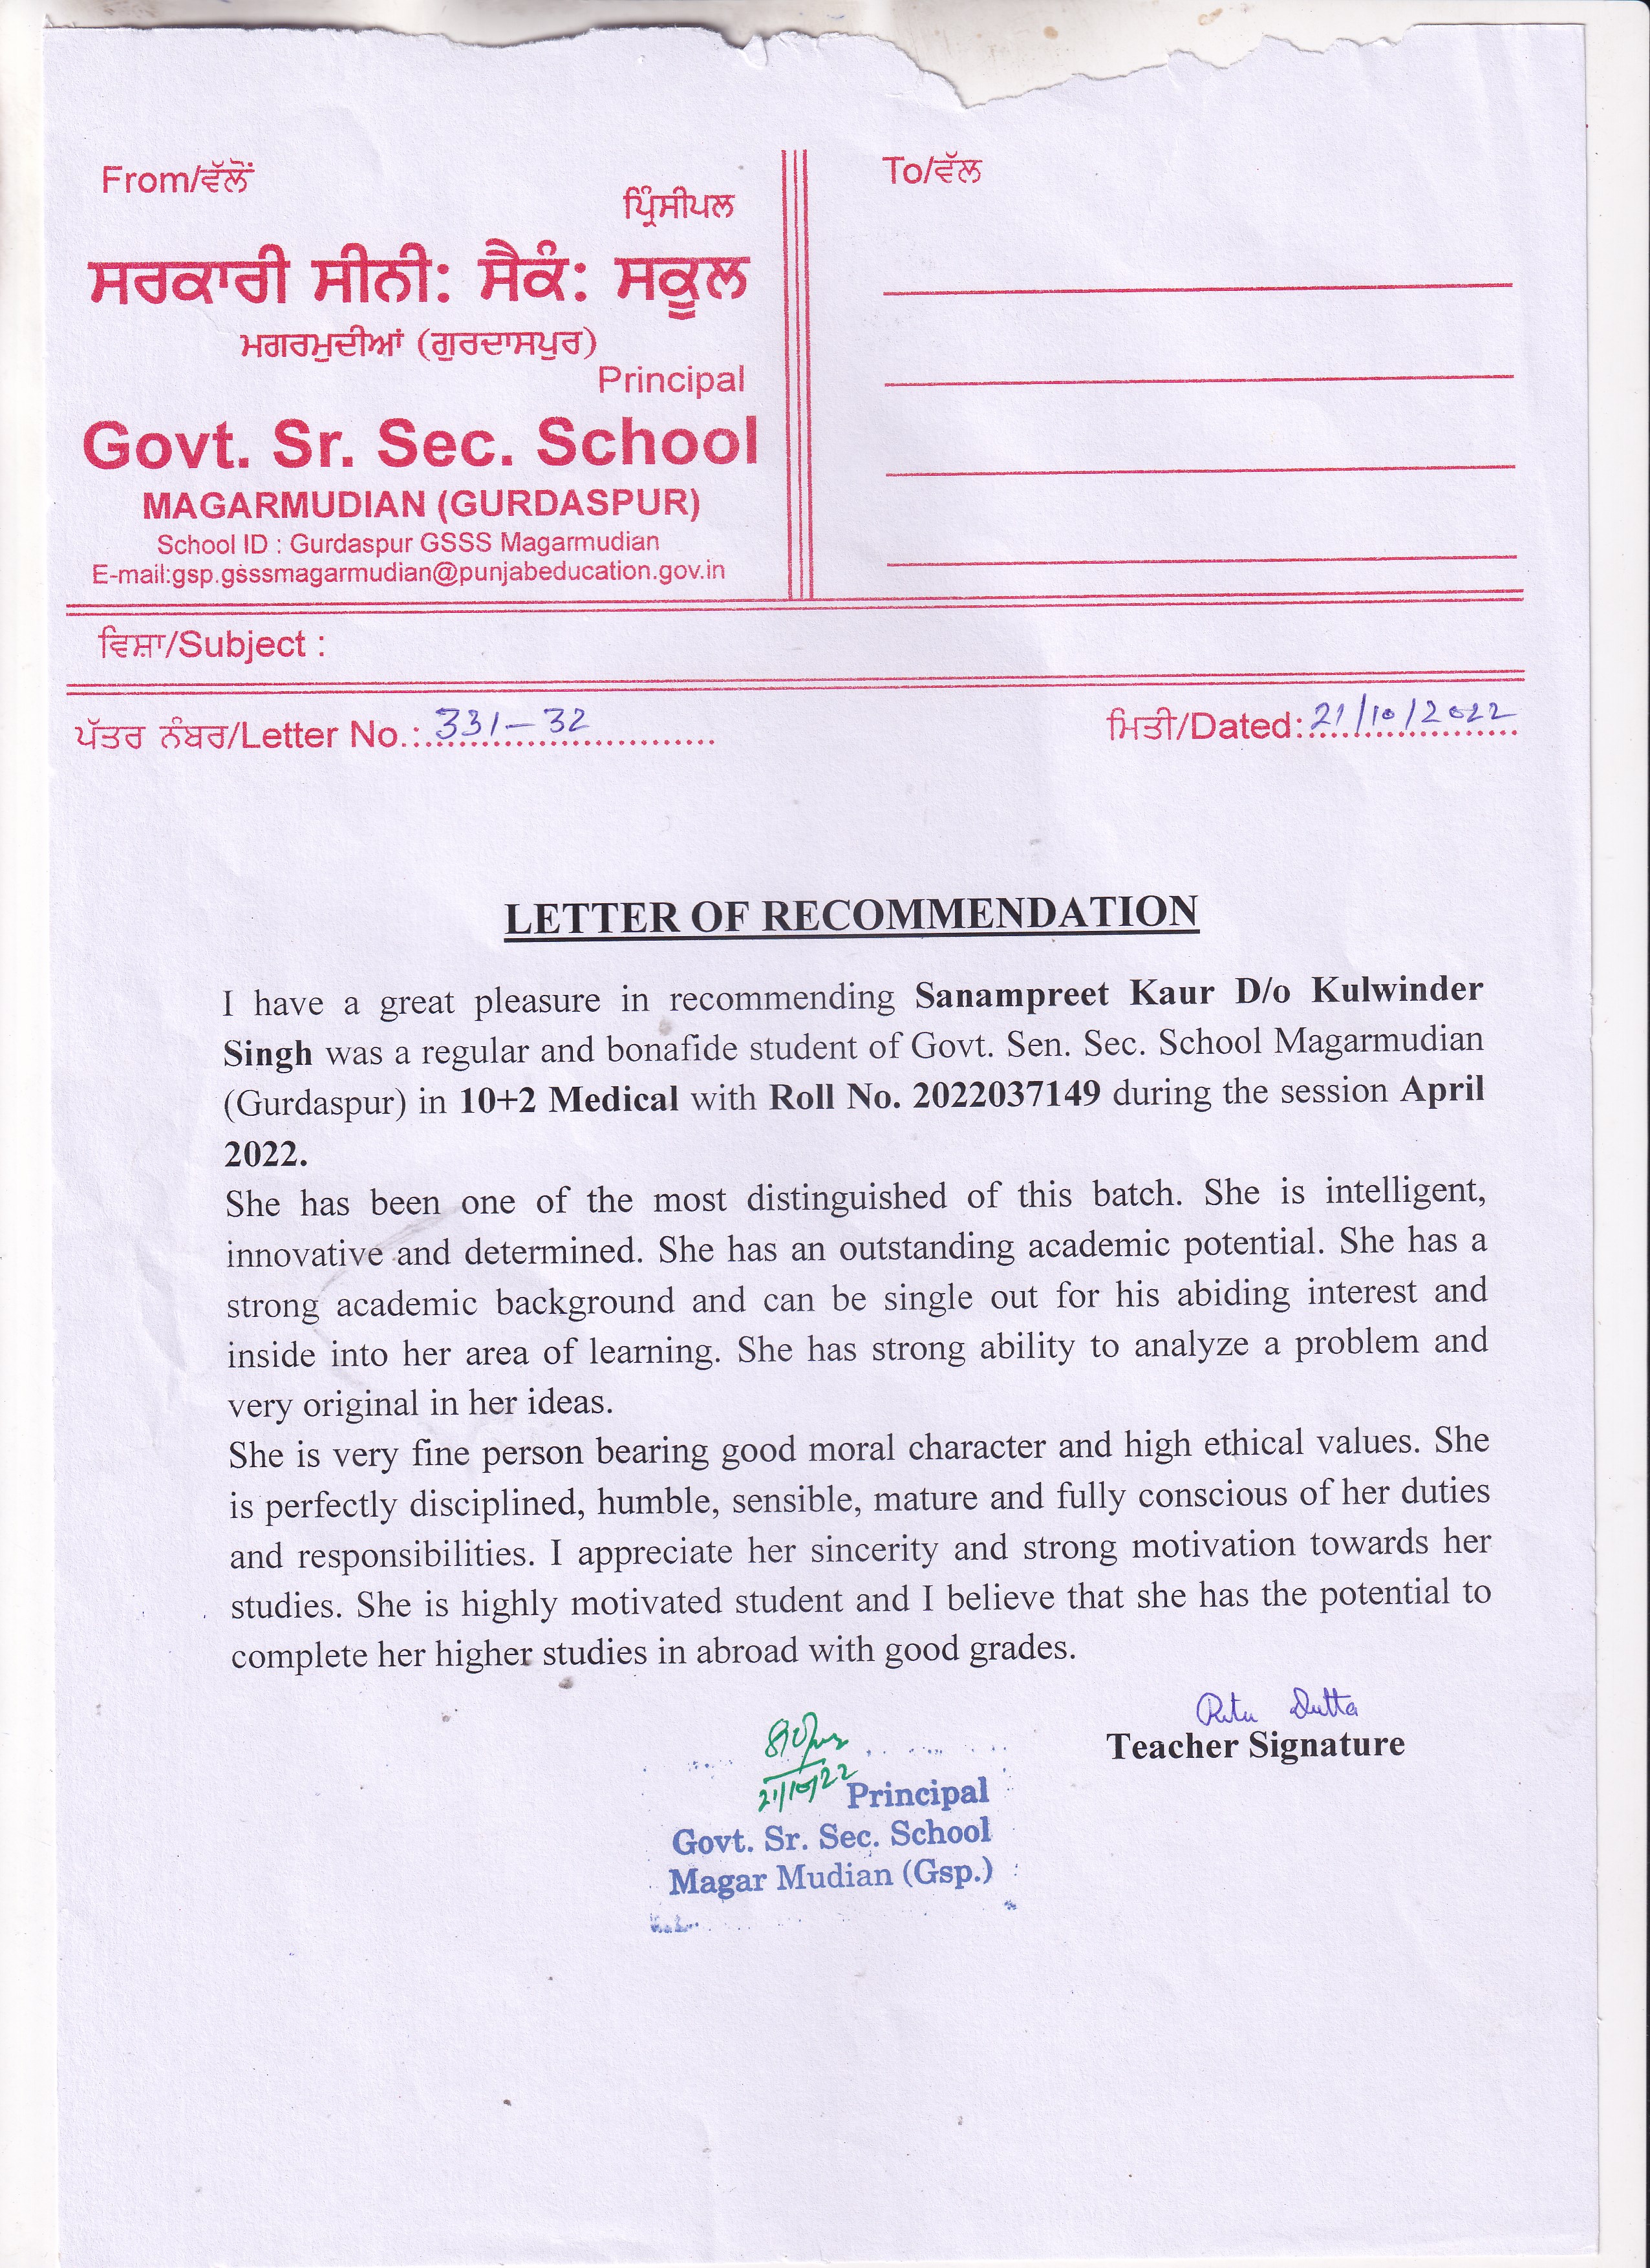 From/ਵੱਲੋਂ
ਪ੍ਰਿੰਸੀਪਲ
ਸਰਕਾਰੀ ਸੀਨੀ: ਸੈਕੰ: ਸਕੂਲ
ਮਗਰਮੁਦੀਆਂ (ਗੁਰਦਾਸਪੁਰ)
Principal
Govt. Sr. Sec. School
MAGARMUDIAN (GURDASPUR)
School ID : Gurdaspur GSSS Magarmudian
E-mail:gsp.gsssmagarmudian@punjabeducation.gov.in
To/ਵੱਲ
ਵਿਸ਼ਾ/Subject :
ਪੱਤਰ ਨੰਬਰ/Letter No.: 331-32
ਮਿਤੀ/Dated: 21/10/2022
LETTER OF RECOMMENDATION
I have a great pleasure in recommending Sanampreet Kaur D/o Kulwinder
Singh was a regular and bonafide student of Govt. Sen. Sec. School Magarmudian
(Gurdaspur) in 10+2 Medical with Roll No. 2022037149 during the session April
2022.
She has been one of the most distinguished of this batch. She is intelligent,
innovative and determined. She has an outstanding academic potential. She has a
strong academic background and can be single out for his abiding interest and
inside into her area of learning. She has strong ability to analyze a problem and
very original in her ideas.
She is very fine person bearing good moral character and high ethical values. She
is perfectly disciplined, humble, sensible, mature and fully conscious of her duties
and responsibilities. I appreciate her sincerity and strong motivation towards her
studies. She is highly motivated student and I believe that she has the potential to
complete her higher studies in abroad with good grades.
Ritu Dutta
Teacher Signature
21/10/22
Principal
Govt. Sr. Sec. School
Magar Mudian (Gsp.)